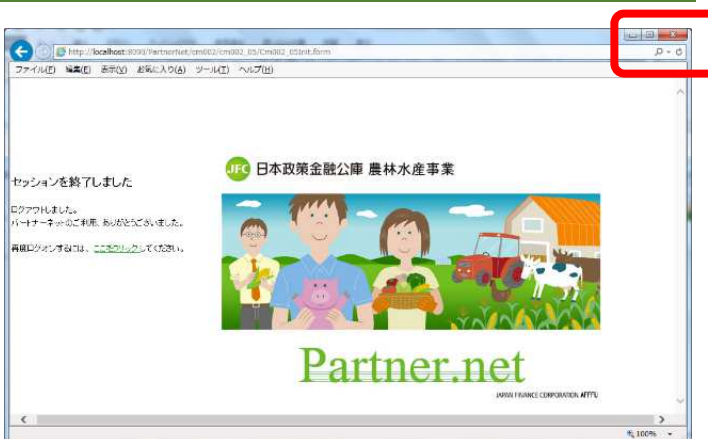 http://localhost:8090/PartnerNet/cm002/cm002_05/Cm002_05Init.form
ファイル(F) 編集(E) 表示(V) お気に入り(A) ツール(T) ヘルプ(H)
JFC 日本政策金融公庫 農林水産事業
セッションを終了しました
ログアウトしました。
パートナーネットのご利用、ありがとうございました。
再度ログオンするには、ここをクリックしてください。
Partner.net
JAPAN FINANCE CORPORATION AFFFU
100%